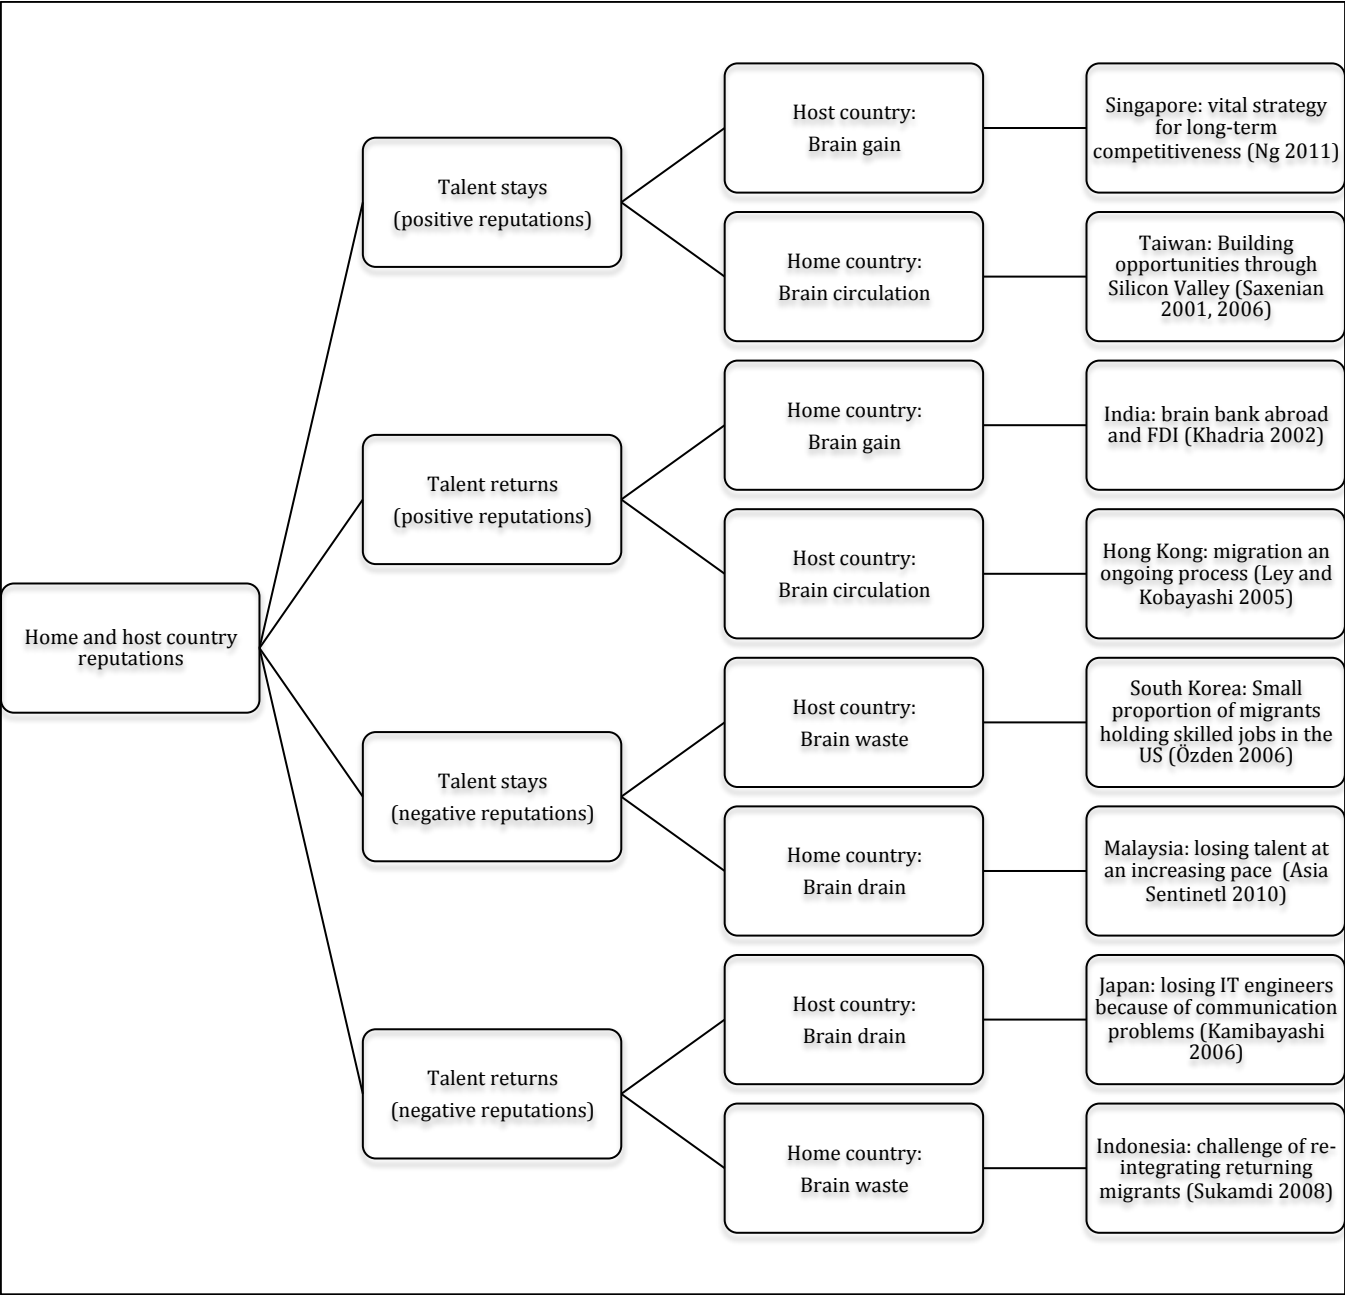 Home and host country
reputations
Talent stays
(positive reputations)
Host country:
Brain gain
Singapore: vital strategy
for long-term
competitiveness (Ng 2011)
Home country:
Brain circulation
Taiwan: Building
opportunities through
Silicon Valley (Saxenian
2001, 2006)
Talent returns
(positive reputations)
Home country:
Brain gain
India: brain bank abroad
and FDI (Khadria 2002)
Host country:
Brain circulation
Hong Kong: migration an
ongoing process (Ley and
Kobayashi 2005)
Talent stays
(negative reputations)
Host country:
Brain waste
South Korea: Small
proportion of migrants
holding skilled jobs in the
US (Özden 2006)
Home country:
Brain drain
Malaysia: losing talent at
an increasing pace  (Asia
Sentinetl 2010)
Talent returns
(negative reputations)
Host country:
Brain drain
Japan: losing IT engineers
because of communication
problems (Kamibayashi
2006)
Home country:
Brain waste
Indonesia: challenge of re-
integrating returning
migrants (Sukamdi 2008)